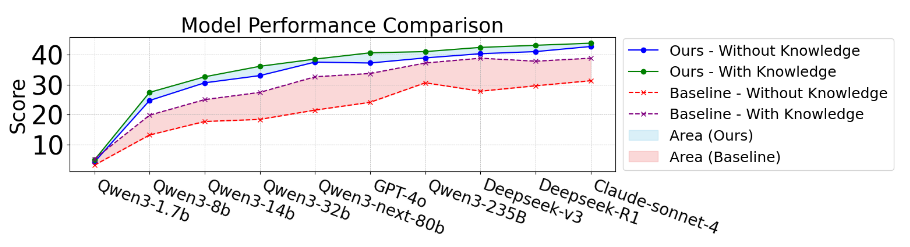 Model Performance Comparison
Score
40
30
20
10
Qwen3-1.7b
Qwen3-8b
Qwen3-14b
Qwen3-32b
Qwen3-next-80b
GPT-4o
Qwen3-235B
Deepseek-v3
Deepseek-R1
Claude-sonnet-4
Ours - Without Knowledge
Ours - With Knowledge
Baseline - Without Knowledge
Baseline - With Knowledge
Area (Ours)
Area (Baseline)